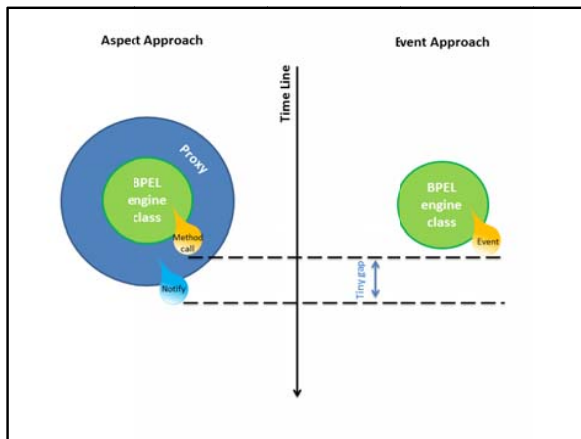 Aspect Approach
Event Approach
Time Line
Proxy
BPEL
engine
class
BPEL
engine
class
Method
call
Event
Tiny gap
Notify